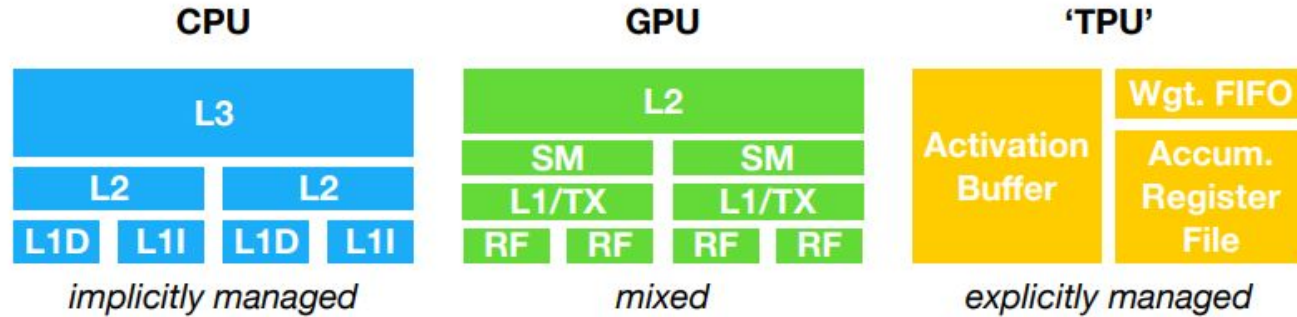 CPU
GPU
'TPU'
L3
L2
L2
L1D
L1I
L1D
L1I
implicitly managed
L2
SM
SM
L1/TX
L1/TX
RF
RF
RF
RF
mixed
Activation
Buffer
Wgt. FIFO
Accum.
Register
File
explicitly managed